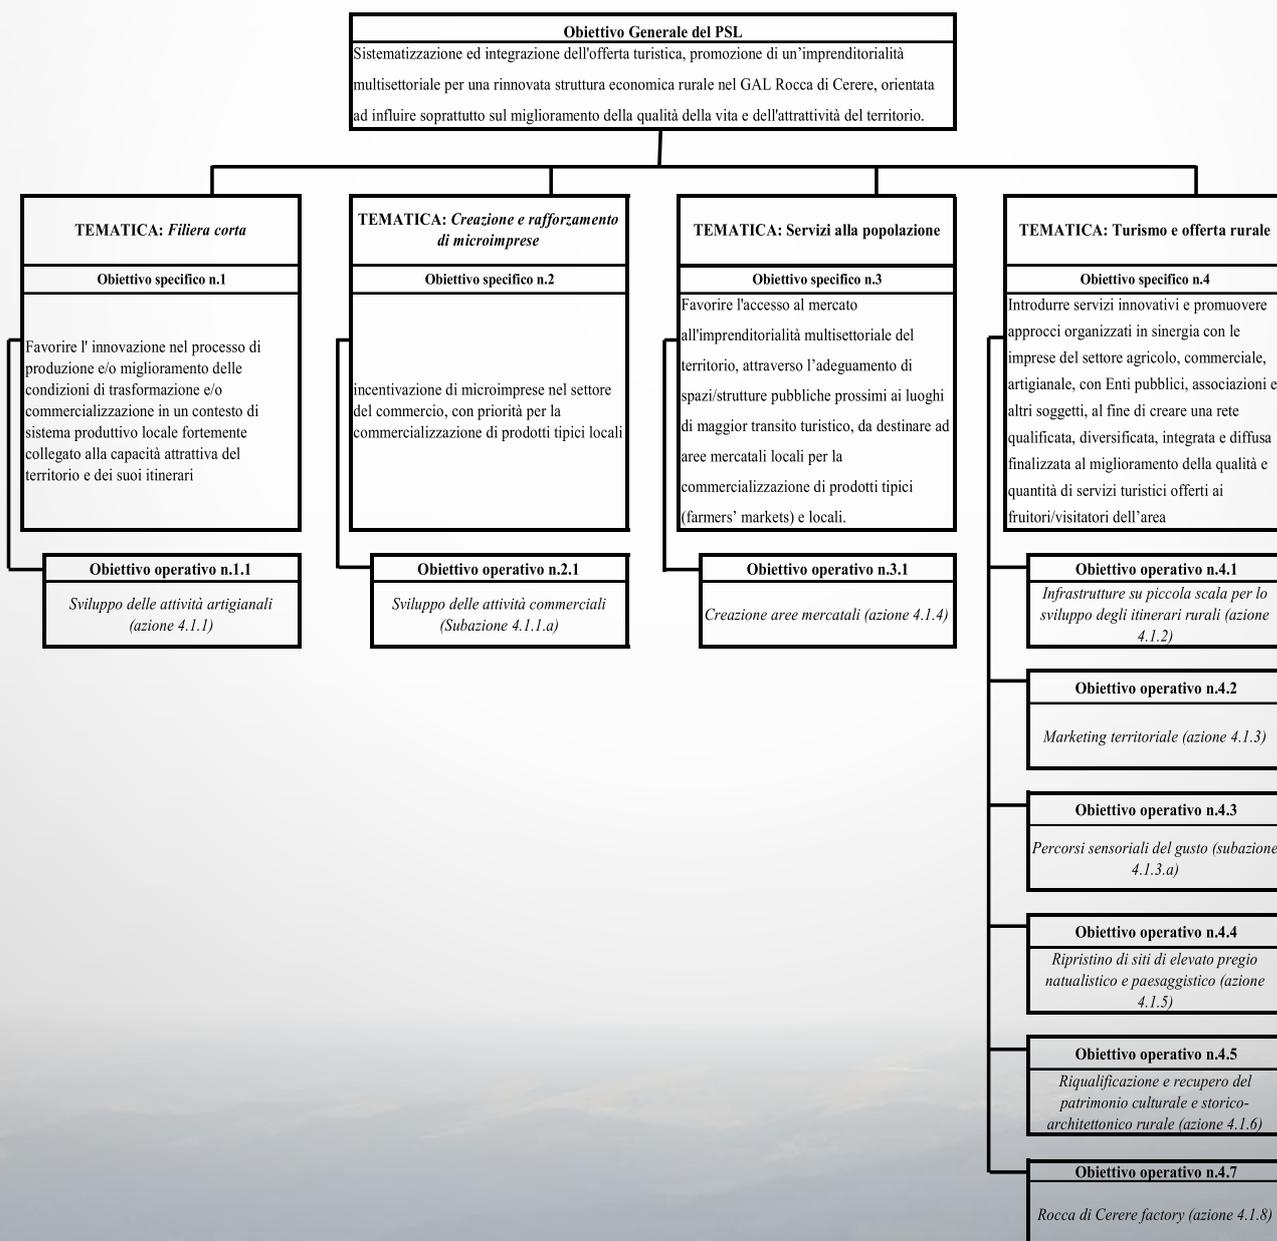 Obiettivo Generale del PSL
Sistematizzazione ed integrazione dell'offerta turistica, promozione di un’imprenditorialità
multisettoriale per una rinnovata struttura economica rurale nel GAL Rocca di Cerere, orientata
ad influire soprattutto sul miglioramento della qualità della vita e dell'attrattività del territorio.
TEMATICA: Filiera corta
Obiettivo specifico n.1
Favorire l' innovazione nel processo di
produzione e/o miglioramento delle
condizioni di trasformazione e/o
commercializzazione in un contesto di
sistema produttivo locale fortemente
collegato alla capacità attrattiva del
territorio e dei suoi itinerari
Obiettivo operativo n.1.1
Sviluppo delle attività artigianali
(azione 4.1.1)
TEMATICA: Creazione e rafforzamento
di microimprese
Obiettivo specifico n.2
incentivazione di microimprese nel settore
del commercio, con priorità per la
commercializzazione di prodotti tipici locali
Obiettivo operativo n.2.1
Sviluppo delle attività commerciali
(Subazione 4.1.1.a)
TEMATICA: Servizi alla popolazione
Obiettivo specifico n.3
Favorire l'accesso al mercato
all'imprenditorialità multisettoriale del
territorio, attraverso l’adeguamento di
spazi/strutture pubbliche prossimi ai luoghi
di maggior transito turistico, da destinare ad
aree mercatali locali per la
commercializzazione di prodotti tipici
(farmers’ markets) e locali.
Obiettivo operativo n.3.1
Creazione aree mercatali (azione 4.1.4)
TEMATICA: Turismo e offerta rurale
Obiettivo specifico n.4
Introdurre servizi innovativi e promuovere
approcci organizzati in sinergia con le
imprese del settore agricolo, commerciale,
artigianale, con Enti pubblici, associazioni e
altri soggetti, al fine di creare una rete
qualificata, diversificata, integrata e diffusa
finalizzata al miglioramento della qualità e
quantità di servizi turistici offerti ai
fruitori/visitatori dell’area
Obiettivo operativo n.4.1
Infrastrutture su piccola scala per lo
sviluppo degli itinerari rurali (azione
4.1.2)
Obiettivo operativo n.4.2
Marketing territoriale (azione 4.1.3)
Obiettivo operativo n.4.3
Percorsi sensoriali del gusto (subazione
4.1.3.a)
Obiettivo operativo n.4.4
Ripristino di siti di elevato pregio
natualistico e paesaggistico (azione
4.1.5)
Obiettivo operativo n.4.5
Riqualificazione e recupero del
patrimonio culturale e storico-
architettonico rurale (azione 4.1.6)
Obiettivo operativo n.4.7
Rocca di Cerere factory (azione 4.1.8)